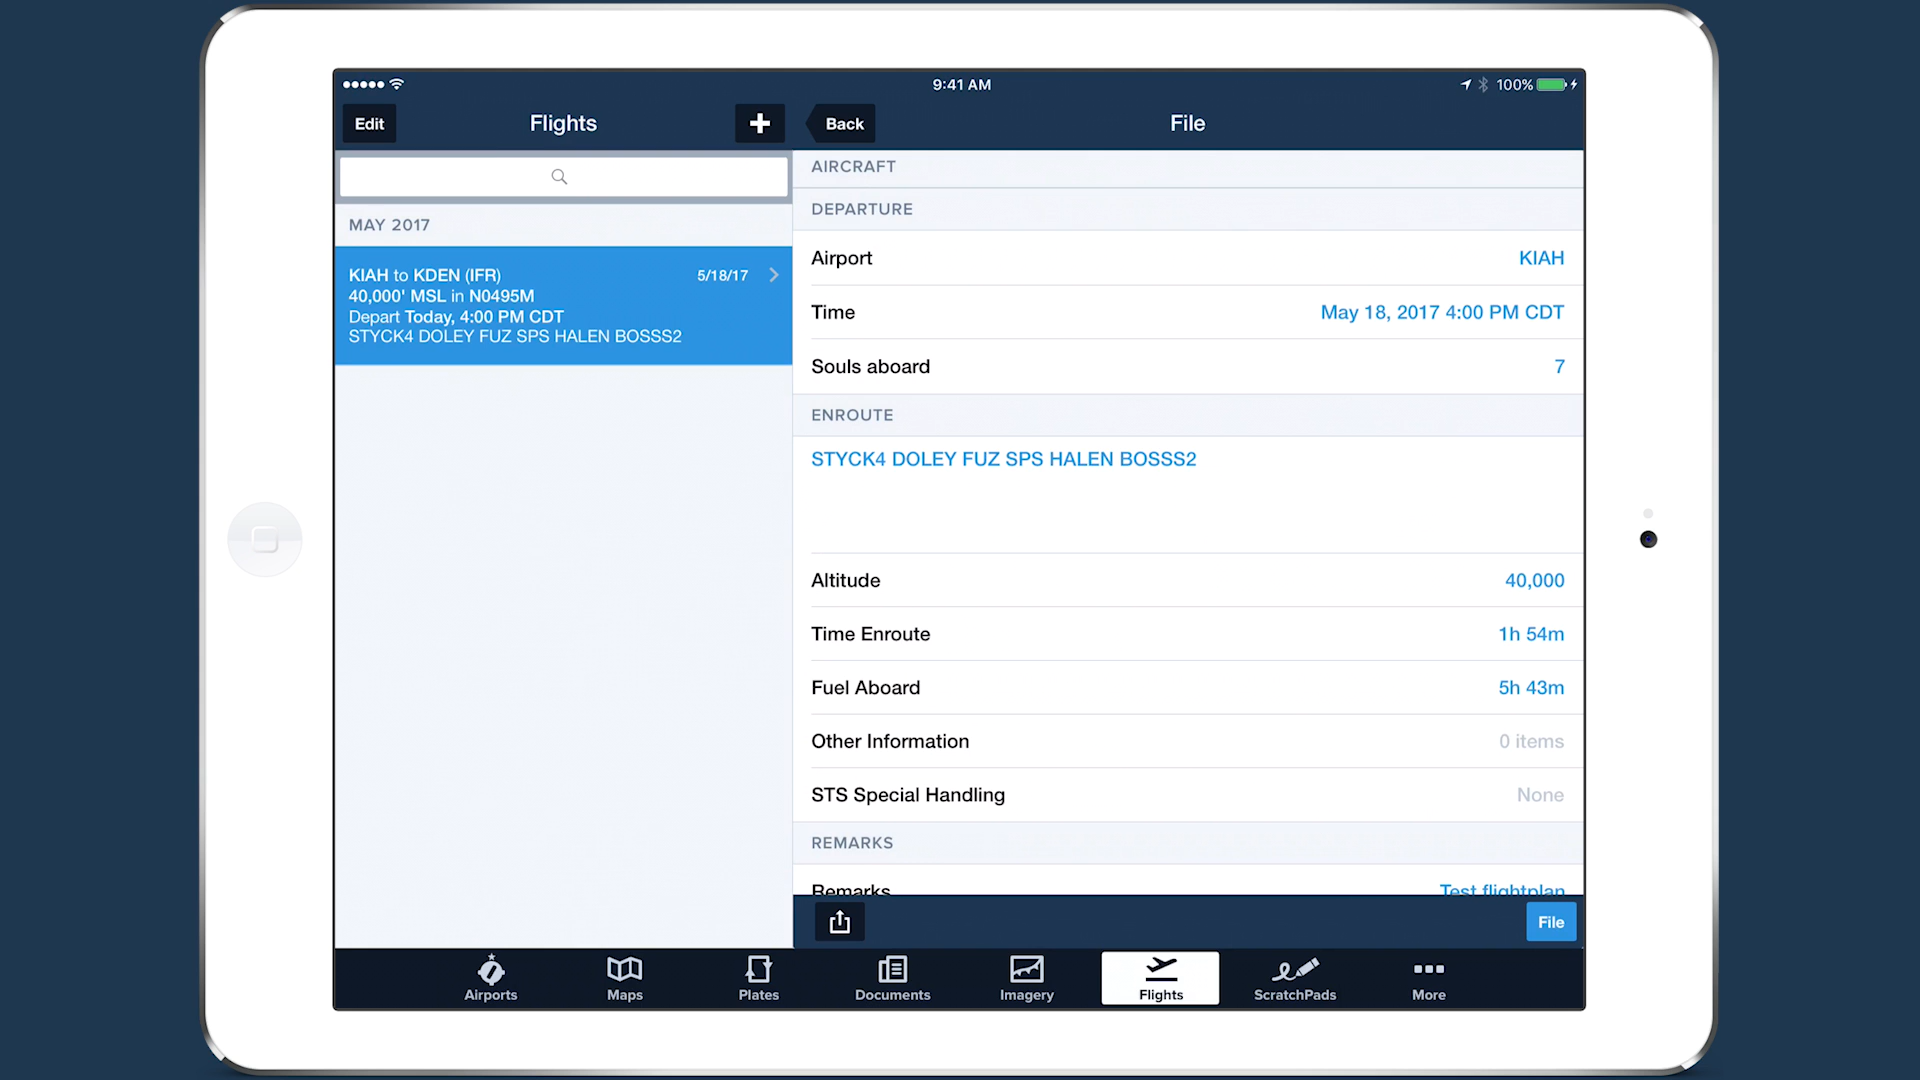 9:41 AM
100%
Edit
Flights
Back
File
MAY 2017
KIAH to KDEN (IFR)
5/18/17
40,000' MSL in N0495M
Depart Today, 4:00 PM CDT
STYCK4 DOLEY FUZ SPS HALEN BOSSS2
AIRCRAFT
DEPARTURE
Airport
KIAH
Time
May 18, 2017 4:00 PM CDT
Souls aboard
7
ENROUTE
STYCK4 DOLEY FUZ SPS HALEN BOSSS2
Altitude
40,000
Time Enroute
1h 54m
Fuel Aboard
5h 43m
Other Information
0 items
STS Special Handling
None
REMARKS
Remarks
Test flightplan
File
Airports
Maps
Plates
Documents
Imagery
Flights
ScratchPads
More